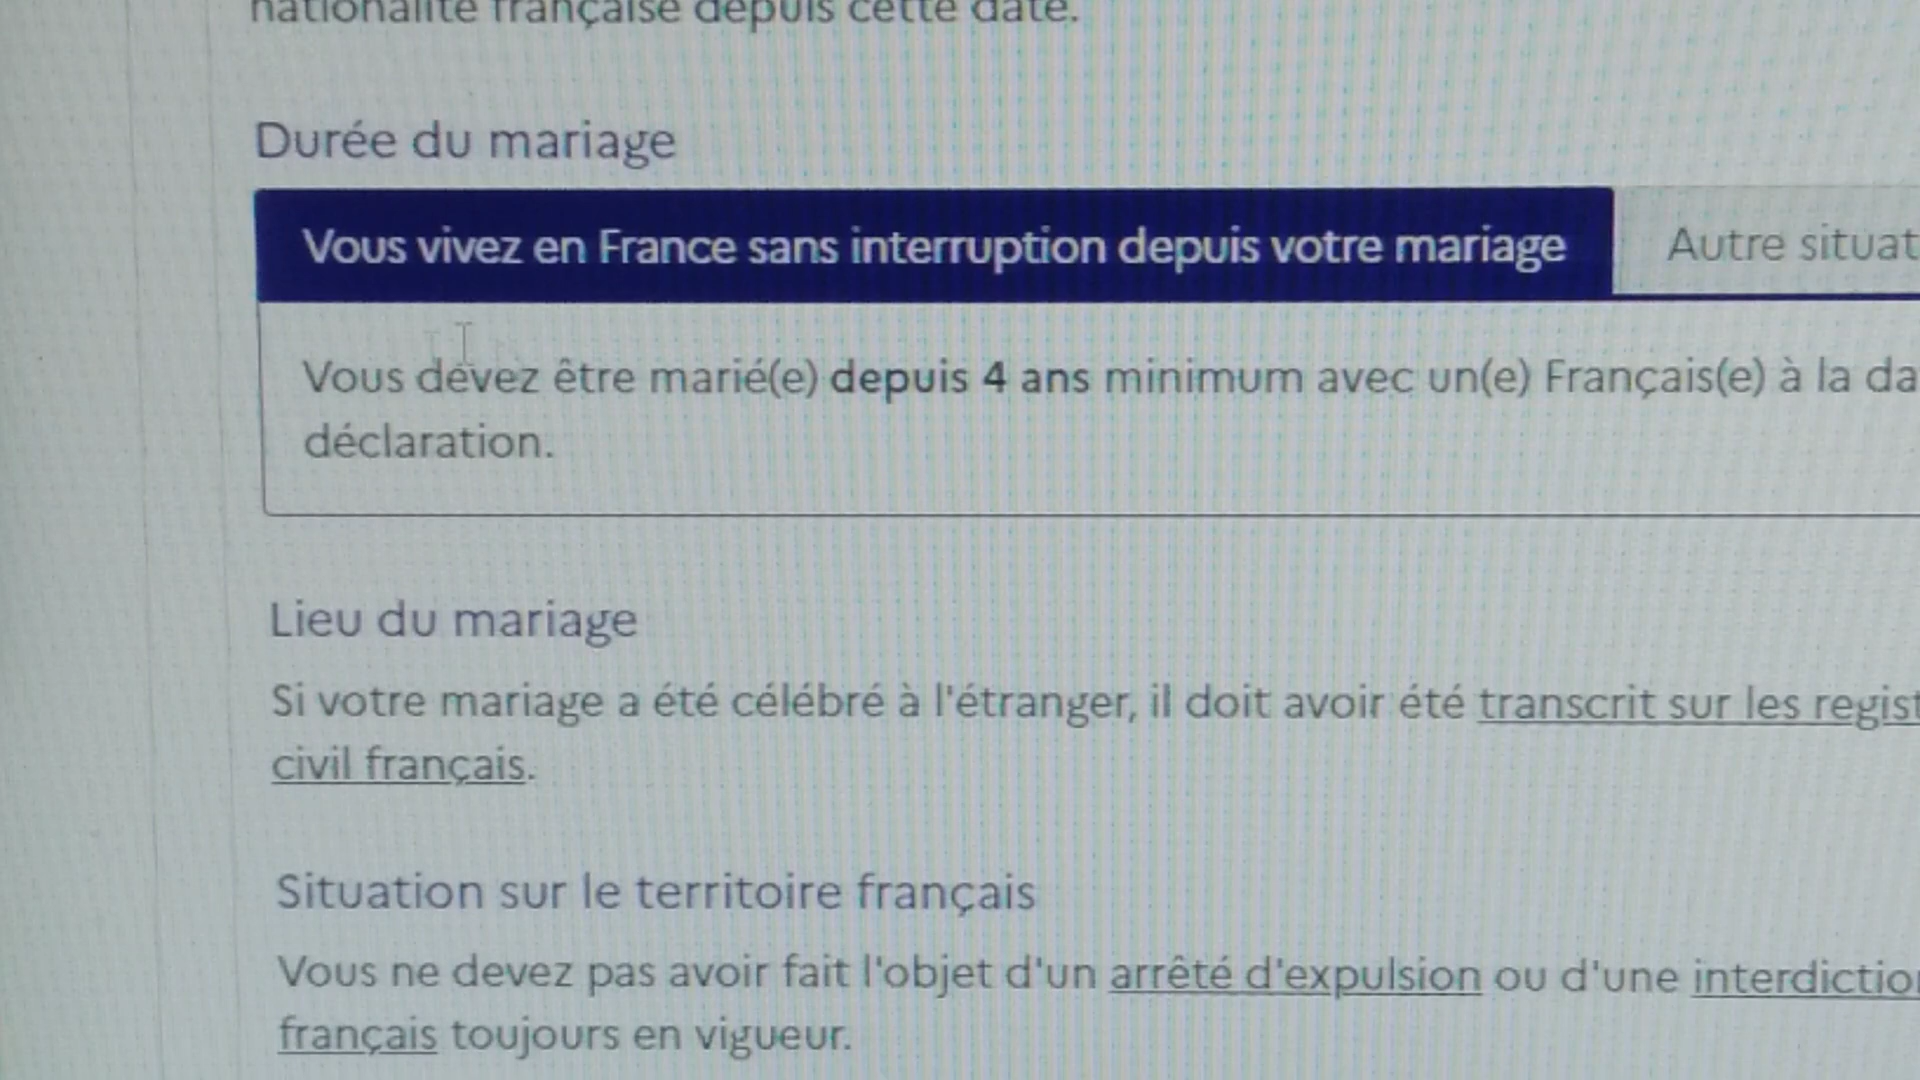 nationalité française depuis cette date.
Durée du mariage
Vous vivez en France sans interruption depuis votre mariage
Autre situat
Vous devez être marié(e) depuis 4 ans minimum avec un(e) Français(e) à la da
déclaration.
Lieu du mariage
Si votre mariage a été célébré à l'étranger, il doit avoir été transcrit sur les regist
civil français.
Situation sur le territoire français
Vous ne devez pas avoir fait l'objet d'un arrêté d'expulsion ou d'une interdiction
français toujours en vigueur.